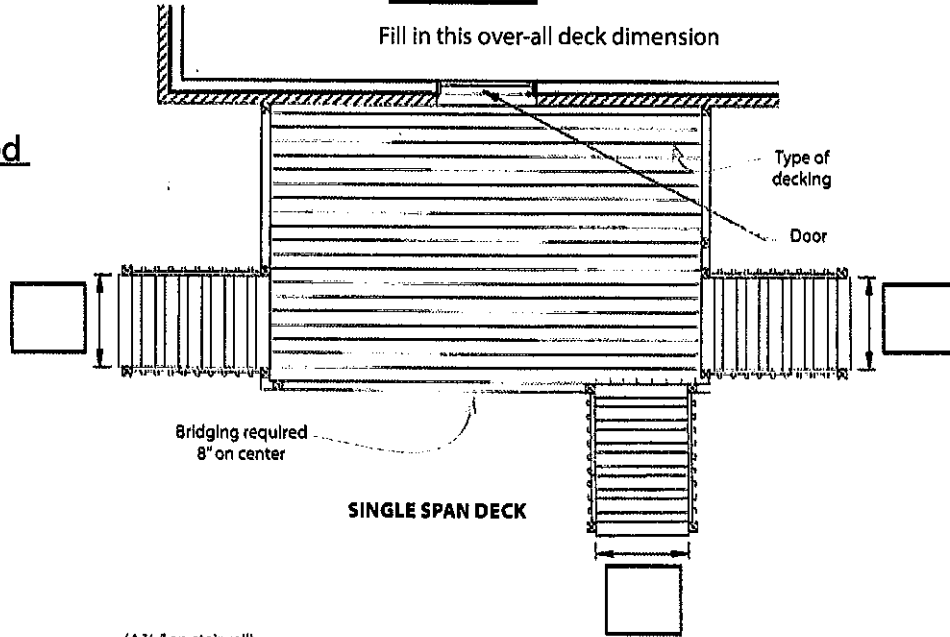 Fill in this over-all deck dimension
Type of
decking
Door
Bridging required
8" on center
SINGLE SPAN DECK